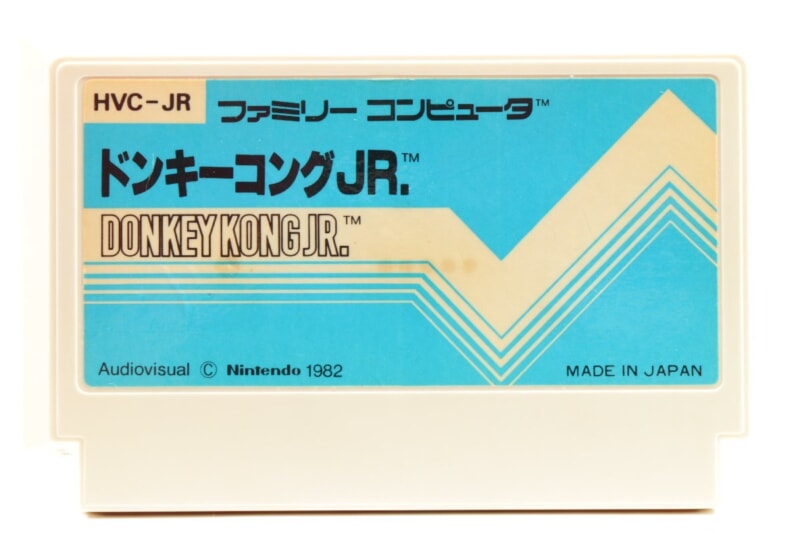 HVC-JR
ファミリー コンピュータ™
ドンキーコングJR.™
DONKEY KONG JR.™
Audiovisual © Nintendo 1982
MADE IN JAPAN